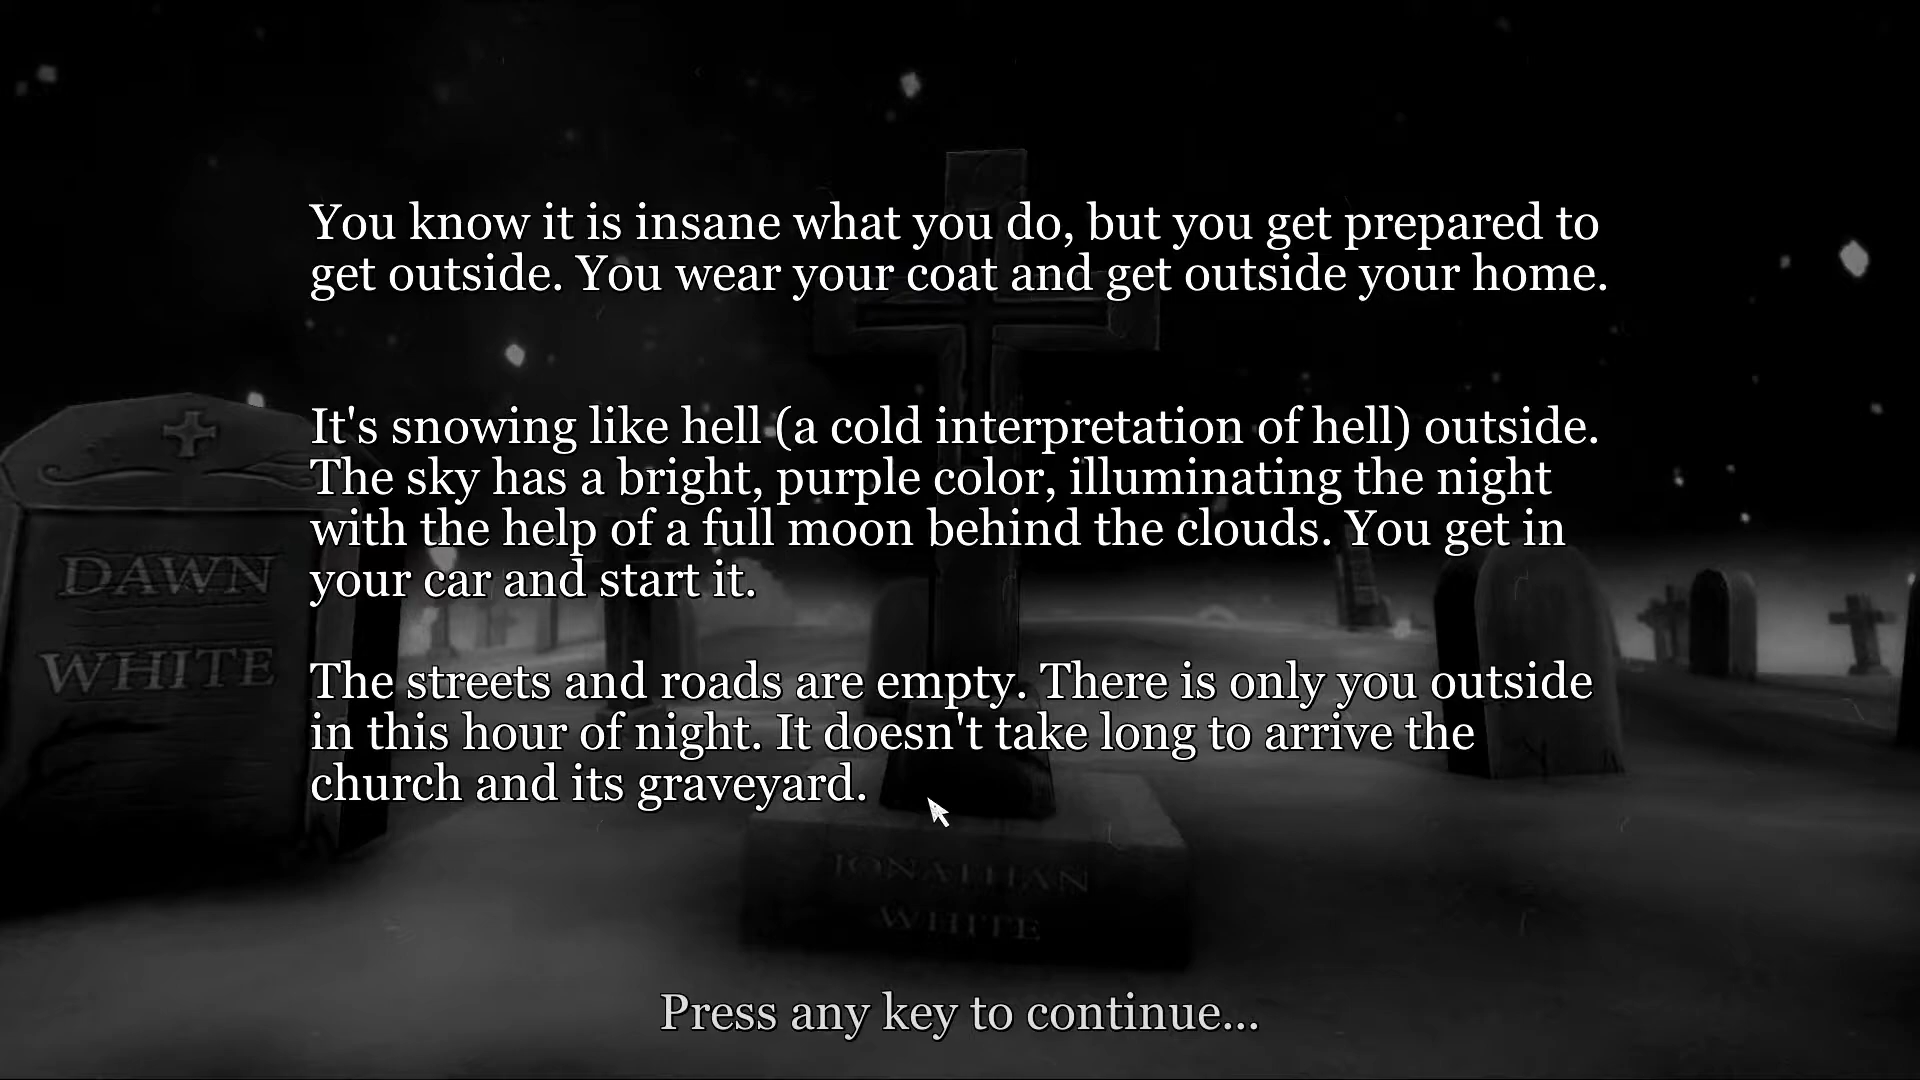 You know it is insane what you do, but you get prepared to
get outside. You wear your coat and get outside your home.
It's snowing like hell (a cold interpretation of hell) outside.
The sky has a bright, purple color, illuminating the night
with the help of a full moon behind the clouds. You get in
your car and start it.
The streets and roads are empty. There is only you outside
in this hour of night. It doesn't take long to arrive the
church and its graveyard.
DAWN
WHITE
JONATHAN
WHITE
Press any key to continue...